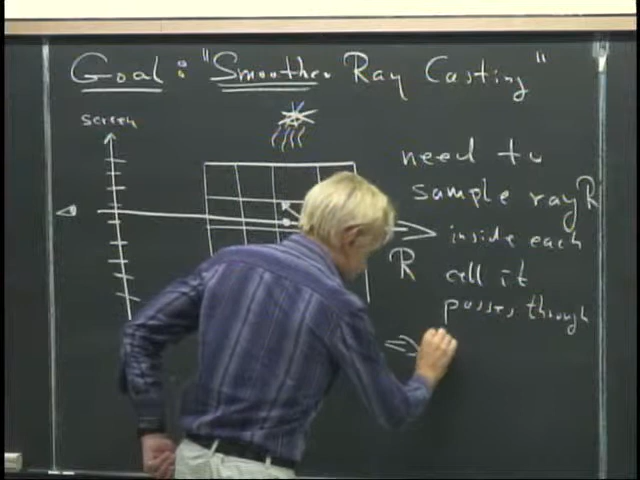 Goal: "Smoother Ray Casting"
screen
need to
sample ray R
inside each
cell it
passes through
R
⇒